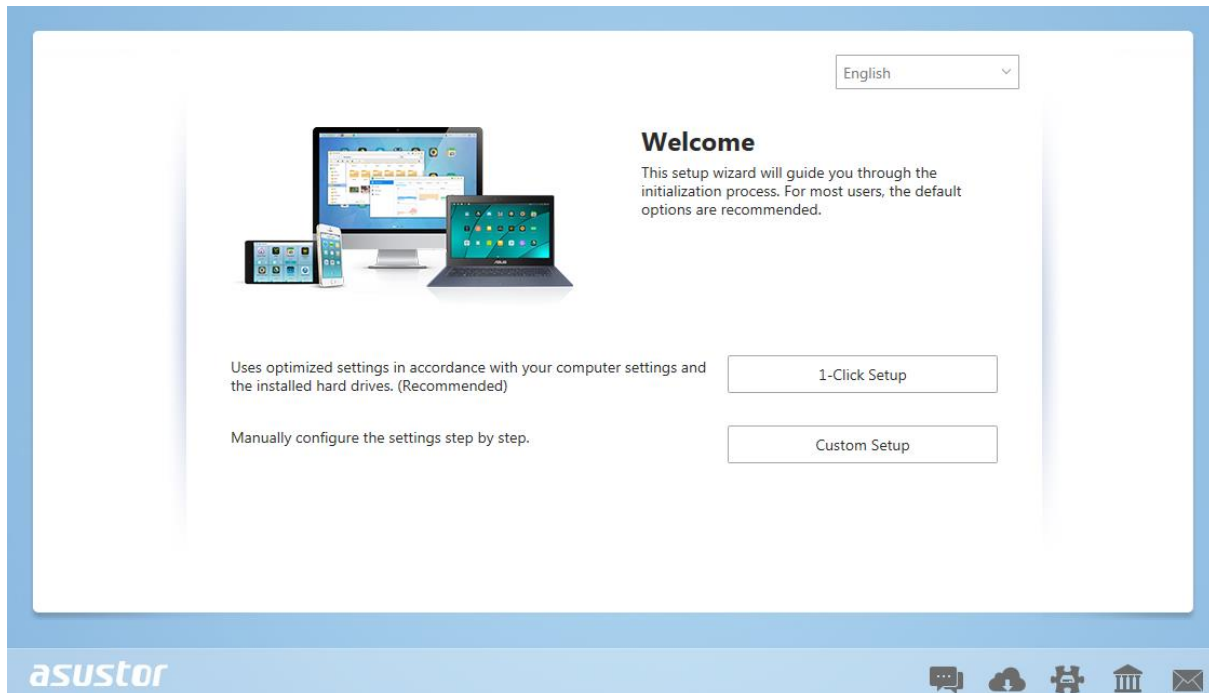 English
Welcome
This setup wizard will guide you through the
initialization process. For most users, the default
options are recommended.
Uses optimized settings in accordance with your computer settings and
the installed hard drives. (Recommended)
1-Click Setup
Manually configure the settings step by step.
Custom Setup
asustor